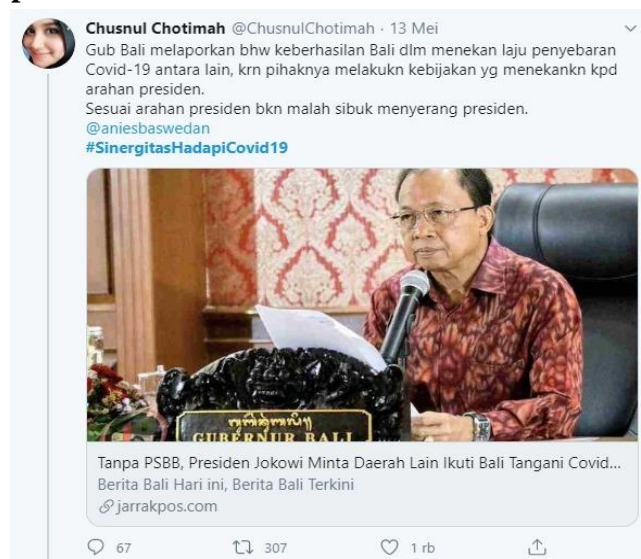 Chusnul Chotimah @ChusnulChotimah · 13 Mei
Gub Bali melaporkan bhw keberhasilan Bali dlm menekan laju penyebaran
Covid-19 antara lain, krn pihaknya melakukn kebijakan yg menekankn kpd
arahan presiden.
Sesuai arahan presiden bkn malah sibuk menyerang presiden.
@aniesbaswedan
#SinergitasHadapiCovid19
GUBERNUR BALI
Tanpa PSBB, Presiden Jokowi Minta Daerah Lain Ikuti Bali Tangani Covid...
Berita Bali Hari ini, Berita Bali Terkini
jarrakpos.com
67 307 1 rb